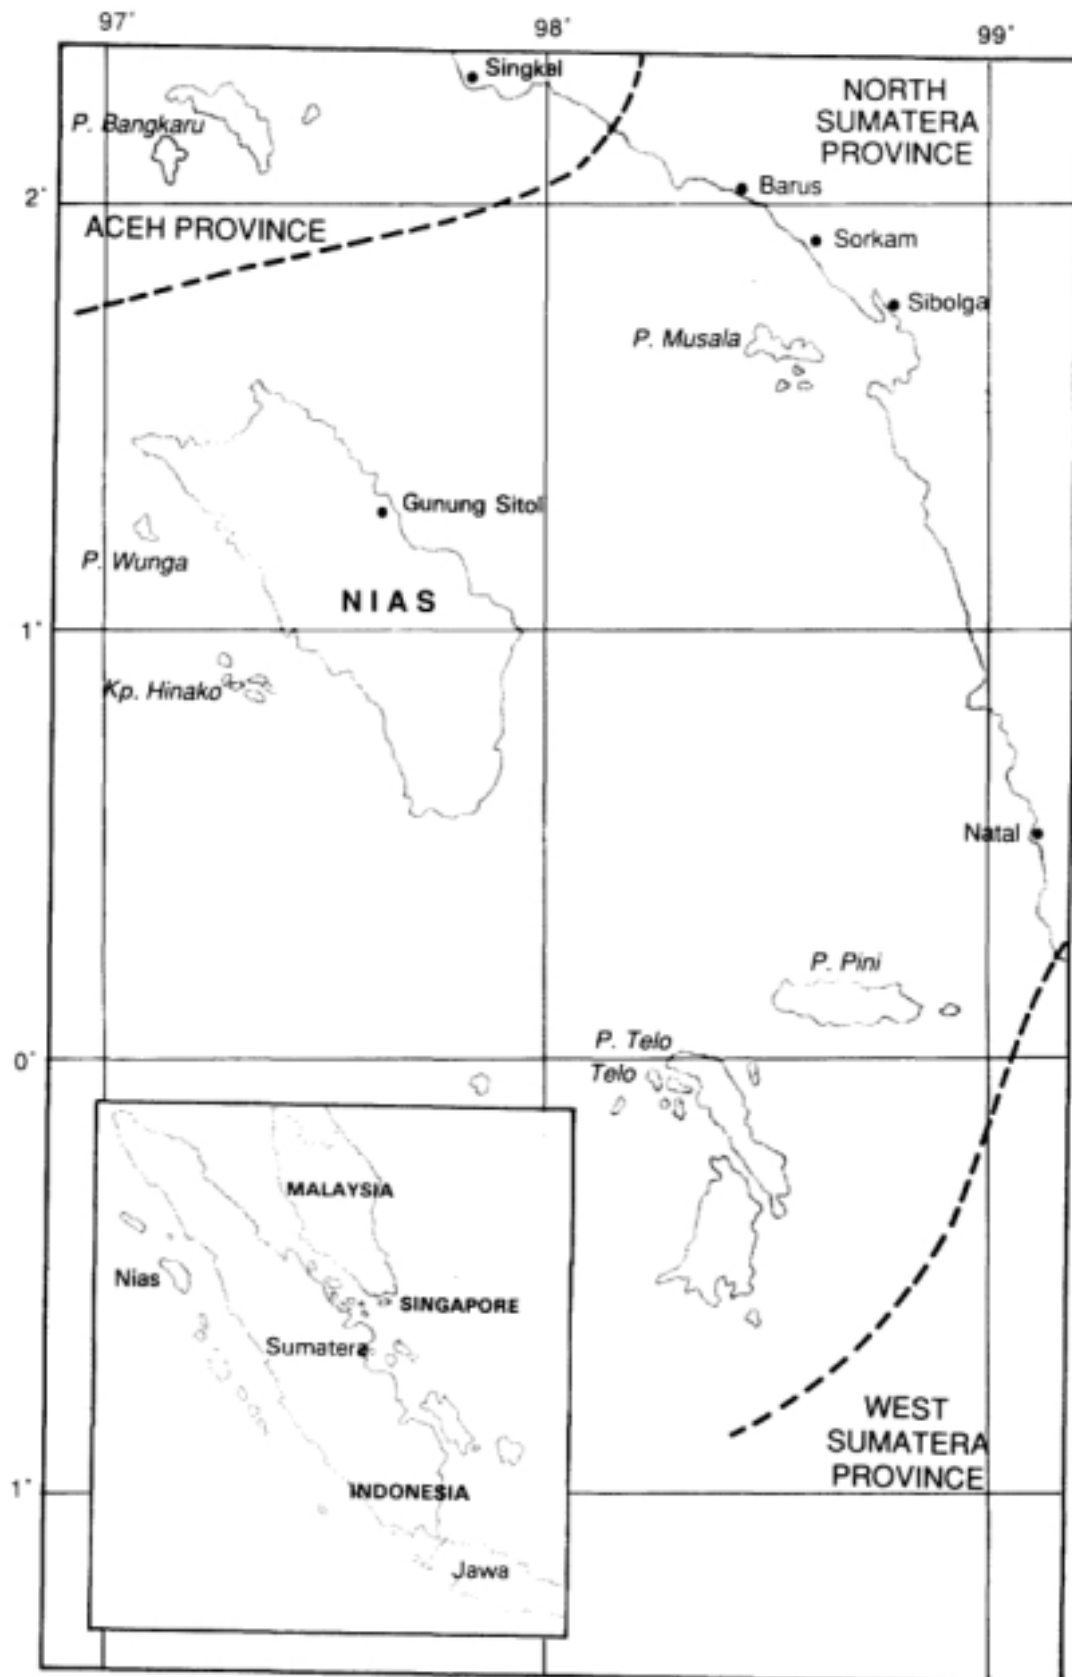 97°
98°
99°
Singkel
NORTH
SUMATERA
PROVINCE
P. Bangkaru
Barus
2°
ACEH PROVINCE
Sorkam
Sibolga
P. Musala
Gunung Sitoli
P. Wunga
NIAS
1°
Kp. Hinako
Natal
P. Pini
P. Telo
0°
Telo
MALAYSIA
Nias
SINGAPORE
Sumatera
WEST
SUMATERA
PROVINCE
1°
INDONESIA
Jawa